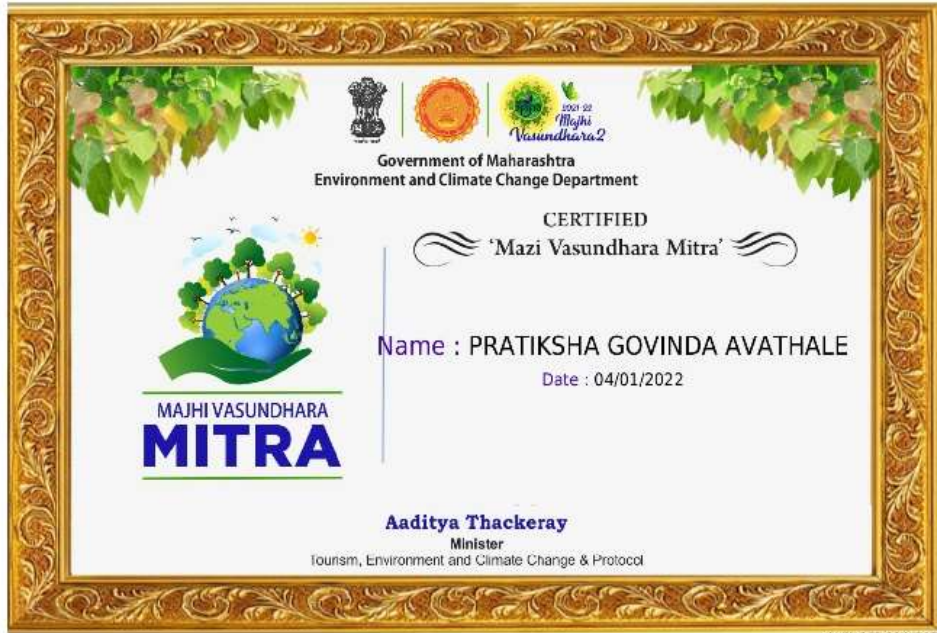 2021-22
Majhi
Vasundhara2
Government of Maharashtra
Environment and Climate Change Department
CERTIFIED
'Mazi Vasundhara Mitra'
Name : PRATIKSHA GOVINDA AVATHALE
Date : 04/01/2022
MAJHI VASUNDHARA
MITRA
Aaditya Thackeray
Minister
Tourism, Environment and Climate Change & Protocol